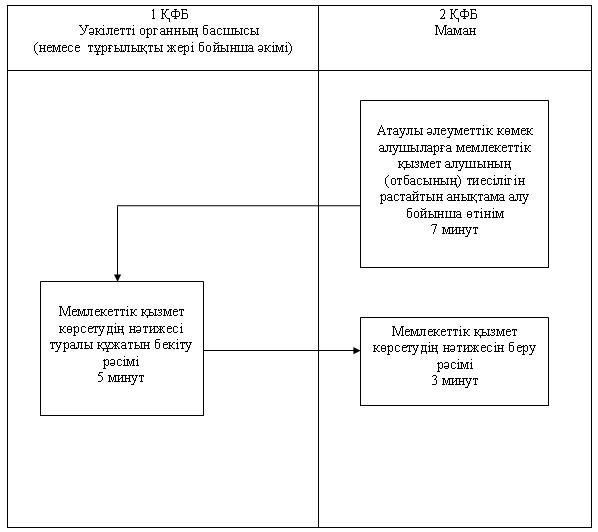 1 ҚФБ
Уәкілетті органның басшысы
(немесе тұрғылықты жері бойынша әкімі)
2 ҚФБ
Маман
Атаулы әлеуметтік көмек
алушыларға мемлекеттік
қызмет алушының
(отбасының) тиесілігін
растайтын анықтама алу
бойынша өтінім
7 минут
Мемлекеттік қызмет
көрсетудің нәтижесі
туралы құжатын бекіту
рәсімі
5 минут
Мемлекеттік қызмет
көрсетудің нәтижесін беру
рәсімі
3 минут